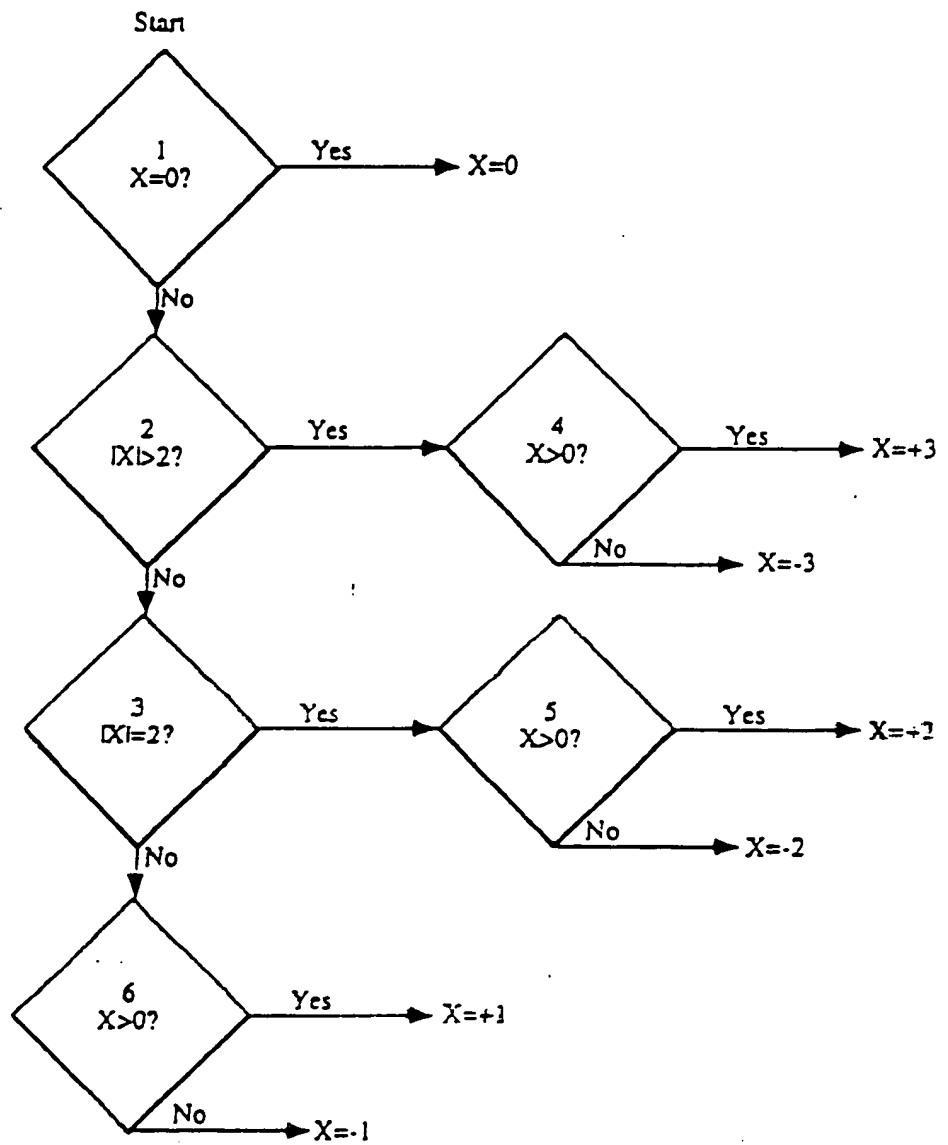 Start
1
X=0?
Yes
X=0
No
2
|X|>2?
Yes
4
X>0?
Yes
X=+3
No
X=-3
No
3
|X|=2?
Yes
5
X>0?
Yes
X=+2
No
X=-2
No
6
X>0?
Yes
X=+1
No
X=-1